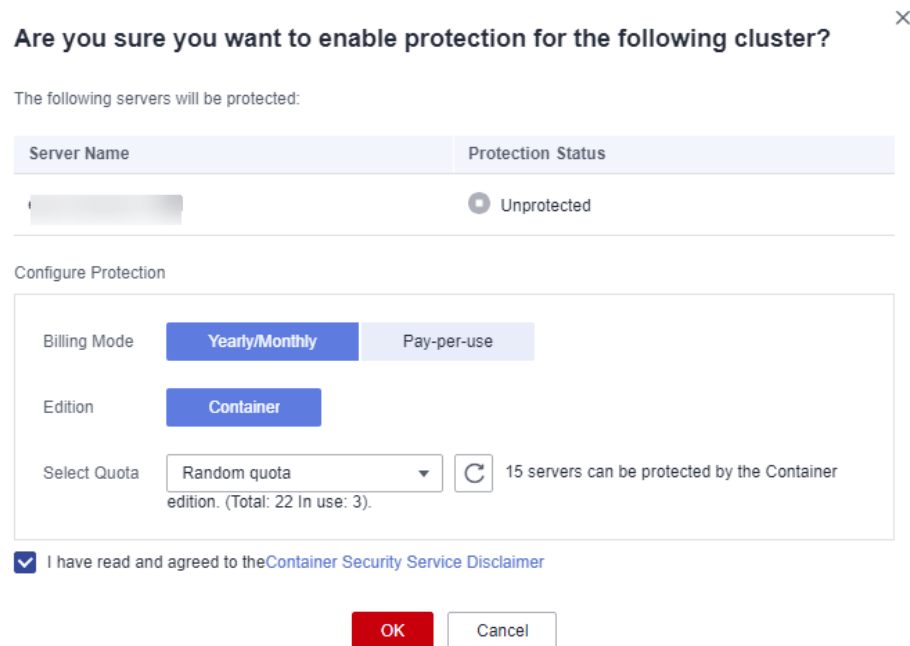 Are you sure you want to enable protection for the following cluster?
The following servers will be protected:
Server Name Protection Status
Unprotected
Configure Protection
Billing Mode Yearly/Monthly Pay-per-use
Edition Container
Select Quota Random quota 15 servers can be protected by the Container
edition. (Total: 22 In use: 3).
I have read and agreed to theContainer Security Service Disclaimer
OK Cancel